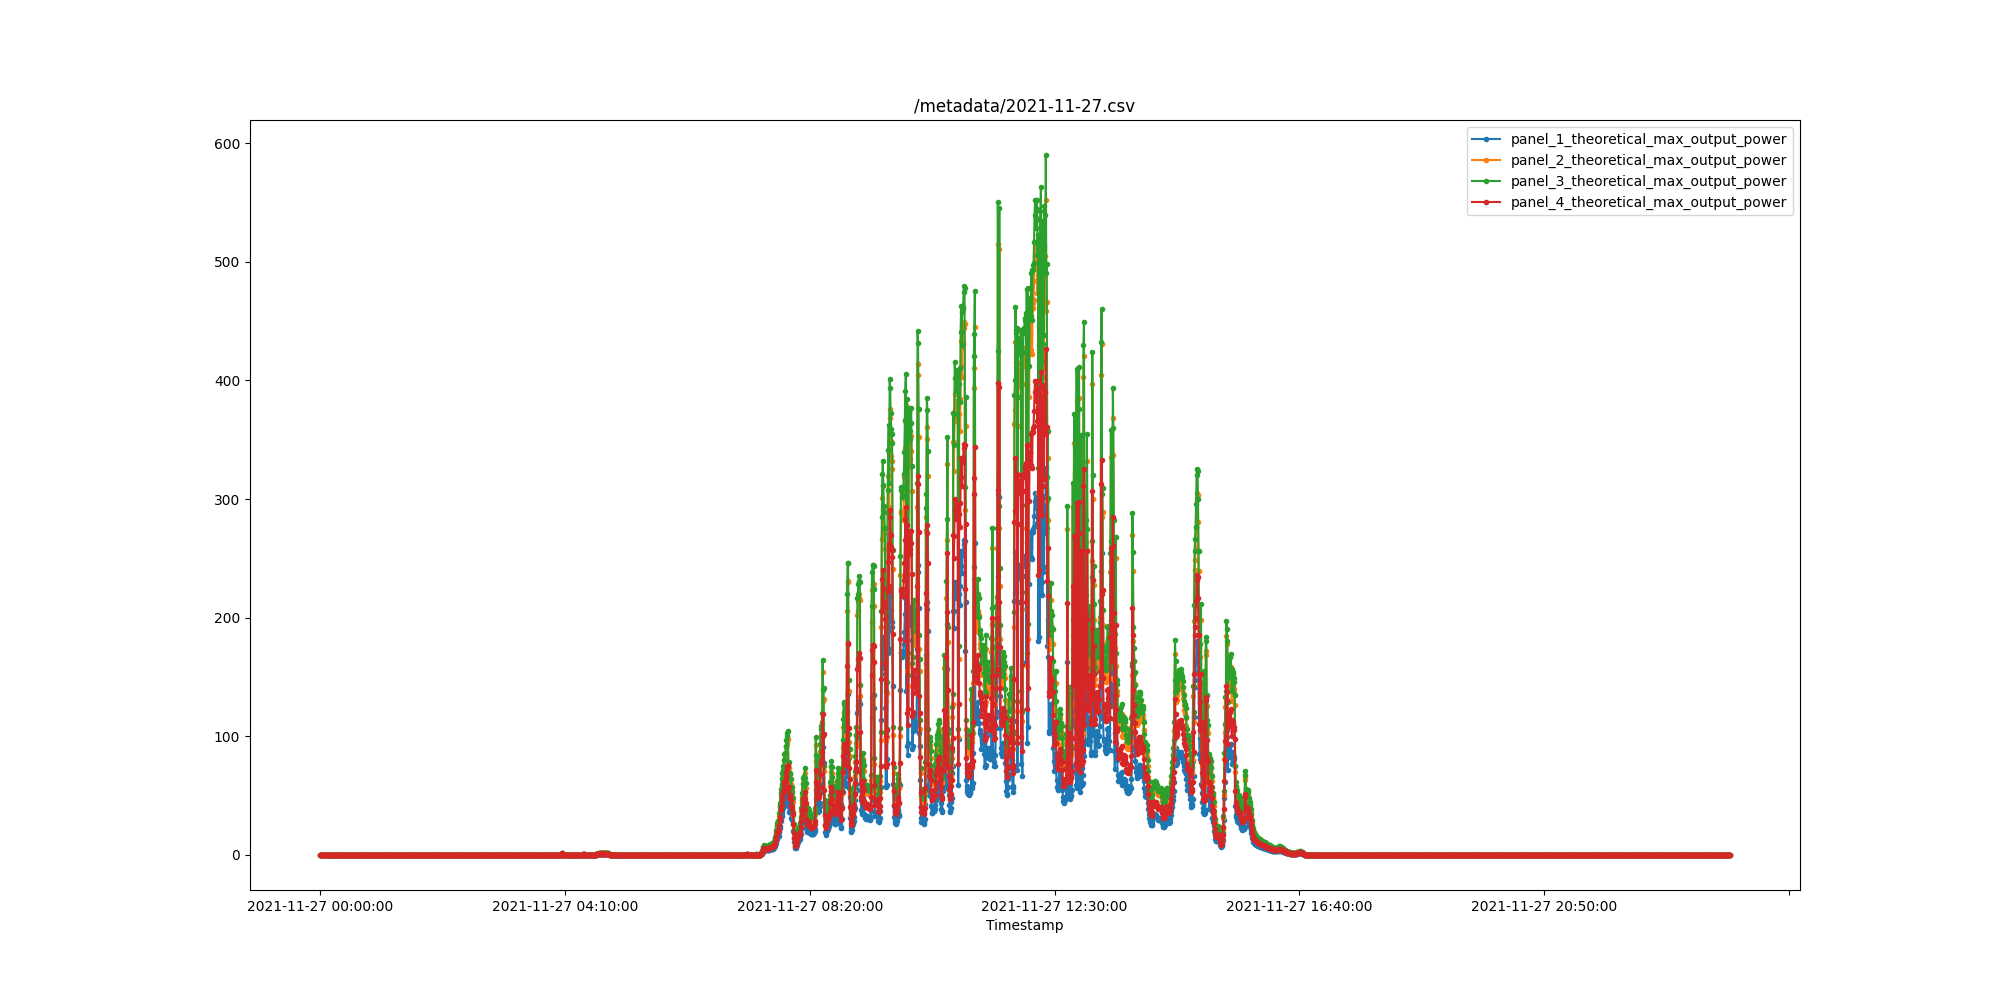 /metadata/2021-11-27.csv
panel_1_theoretical_max_output_power
panel_2_theoretical_max_output_power
panel_3_theoretical_max_output_power
panel_4_theoretical_max_output_power
600
500
400
300
200
100
0
2021-11-27 00:00:00 2021-11-27 04:10:00 2021-11-27 08:20:00 2021-11-27 12:30:00 2021-11-27 16:40:00 2021-11-27 20:50:00
Timestamp